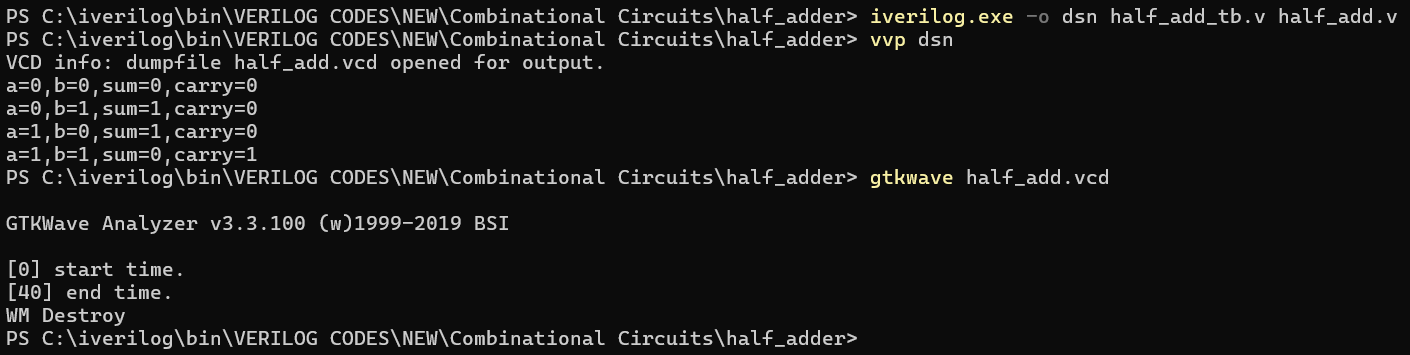 PS C:\iverilog\bin\VERILOG CODES\NEW\Combinational Circuits\half_adder> iverilog.exe -o dsn half_add_tb.v half_add.v
PS C:\iverilog\bin\VERILOG CODES\NEW\Combinational Circuits\half_adder> vvp dsn
VCD info: dumpfile half_add.vcd opened for output.
a=0,b=0,sum=0,carry=0
a=0,b=1,sum=1,carry=0
a=1,b=0,sum=1,carry=0
a=1,b=1,sum=0,carry=1
PS C:\iverilog\bin\VERILOG CODES\NEW\Combinational Circuits\half_adder> gtkwave half_add.vcd
GTKWave Analyzer v3.3.100 (w)1999-2019 BSI
[0] start time.
[40] end time.
WM Destroy
PS C:\iverilog\bin\VERILOG CODES\NEW\Combinational Circuits\half_adder>